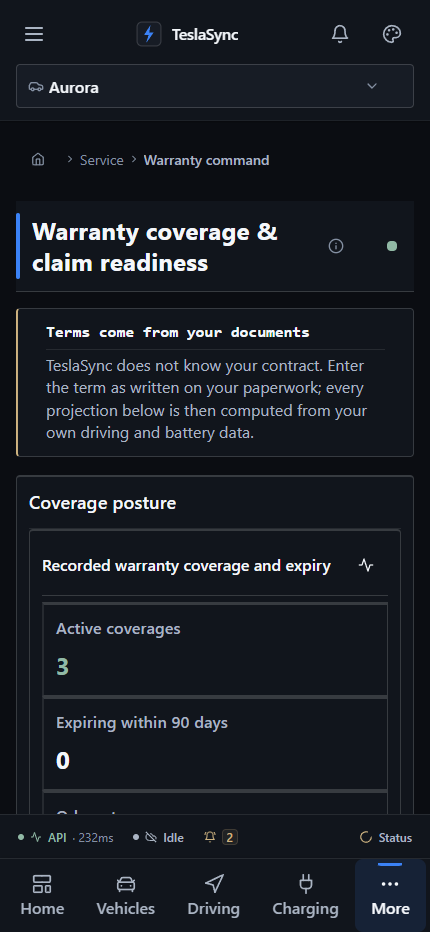 TeslaSync
Aurora
Service
Warranty command
Warranty coverage &
claim readiness
Terms come from your documents
TeslaSync does not know your contract. Enter
the term as written on your paperwork; every
projection below is then computed from your
own driving and battery data.
Coverage posture
Recorded warranty coverage and expiry
Active coverages
3
Expiring within 90 days
0
API · 232ms
Idle
2
Status
Home
Vehicles
Driving
Charging
More